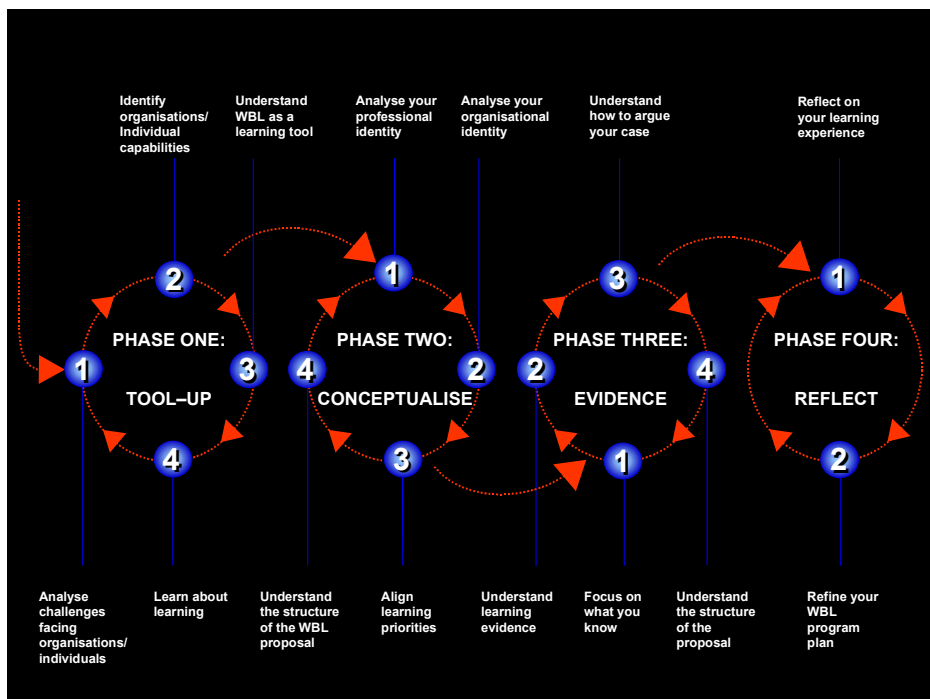 Identify
organisations/
Individual
capabilities
Understand
WBL as a
learning tool
Analyse your
professional
identity
Analyse your
organisational
identity
Understand
how to argue
your case
Reflect on
your learning
experience
2
1
3
1
PHASE ONE:
PHASE TWO:
PHASE THREE:
PHASE FOUR:
1
3
4
2
2
4
TOOL–UP
CONCEPTUALISE
EVIDENCE
REFLECT
4
3
1
2
Analyse
challenges
facing
organisations/
individuals
Learn about
learning
Understand
the structure
of the WBL
proposal
Align
learning
priorities
Understand
learning
evidence
Focus on
what you
know
Understand
the structure
of the
proposal
Refine your
WBL
program
plan